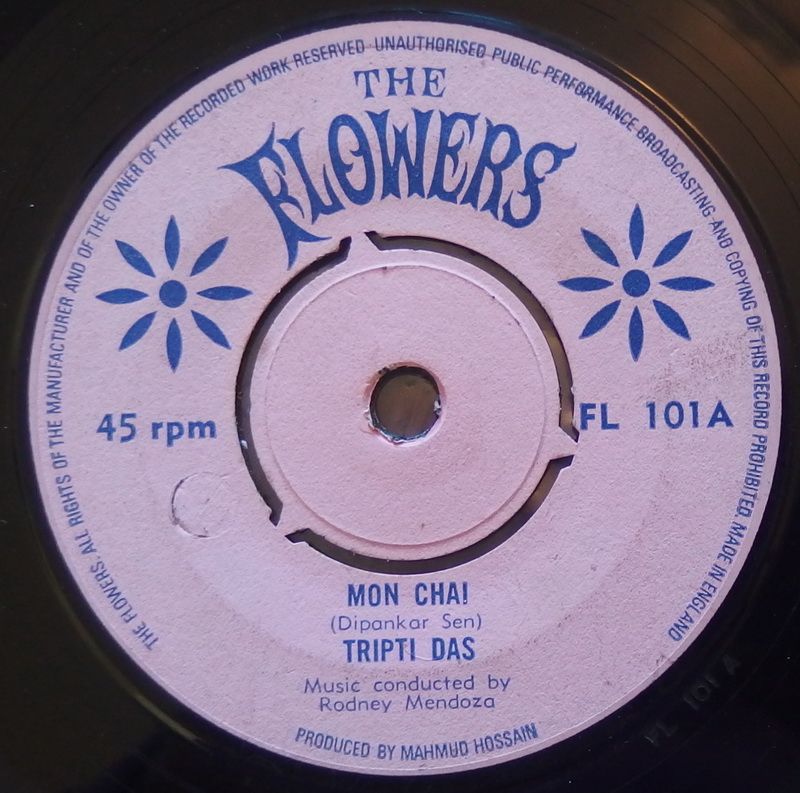 THE FLOWERS. ALL RIGHTS OF THE MANUFACTURER AND OF THE OWNER OF THE RECORDED WORK RESERVED UNAUTHORISED PUBLIC PERFORMANCE BROADCASTING AND COPYING OF THIS RECORD PROHIBITED. MADE IN ENGLAND
THE
FLOWERS
45 rpm
FL 101A
MON CHAI
(Dipankar Sen)
TRIPTI DAS
Music conducted by
Rodney Mendoza
PRODUCED BY MAHMUD HOSSAIN
FL 101 A